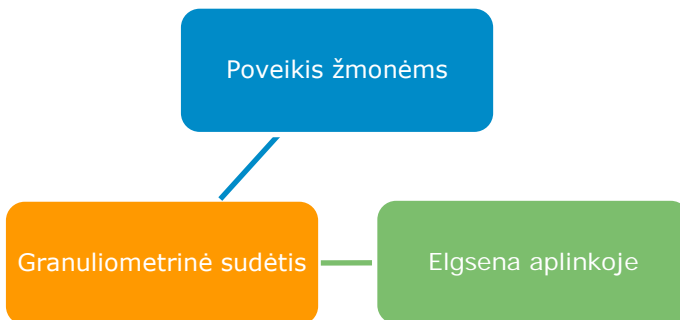 Poveikis žmonėms
Granuliometrinė sudėtis
Elgsena aplinkoje